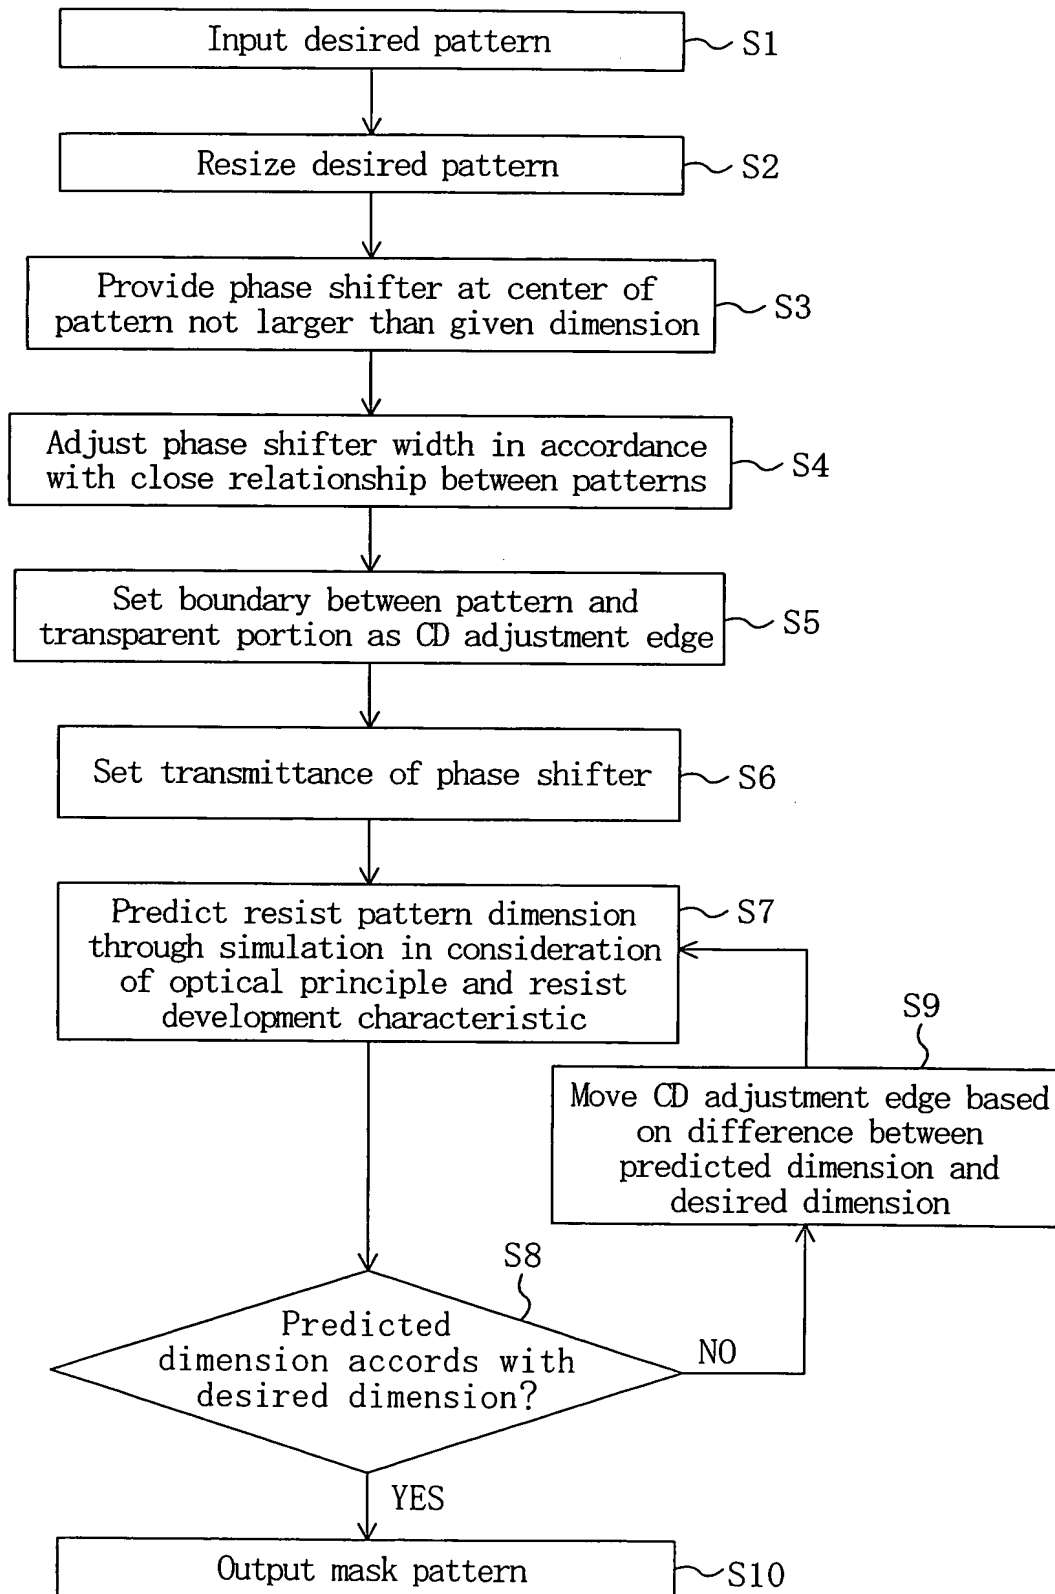 Input desired pattern
S1
Resize desired pattern
S2
Provide phase shifter at center of
pattern not larger than given dimension
S3
Adjust phase shifter width in accordance
with close relationship between patterns
S4
Set boundary between pattern and
transparent portion as CD adjustment edge
S5
Set transmittance of phase shifter
S6
Predict resist pattern dimension
through simulation in consideration
of optical principle and resist
development characteristic
S7
S9
Move CD adjustment edge based
on difference between
predicted dimension and
desired dimension
S8
Predicted
dimension accords with
desired dimension?
NO
YES
Output mask pattern
S10